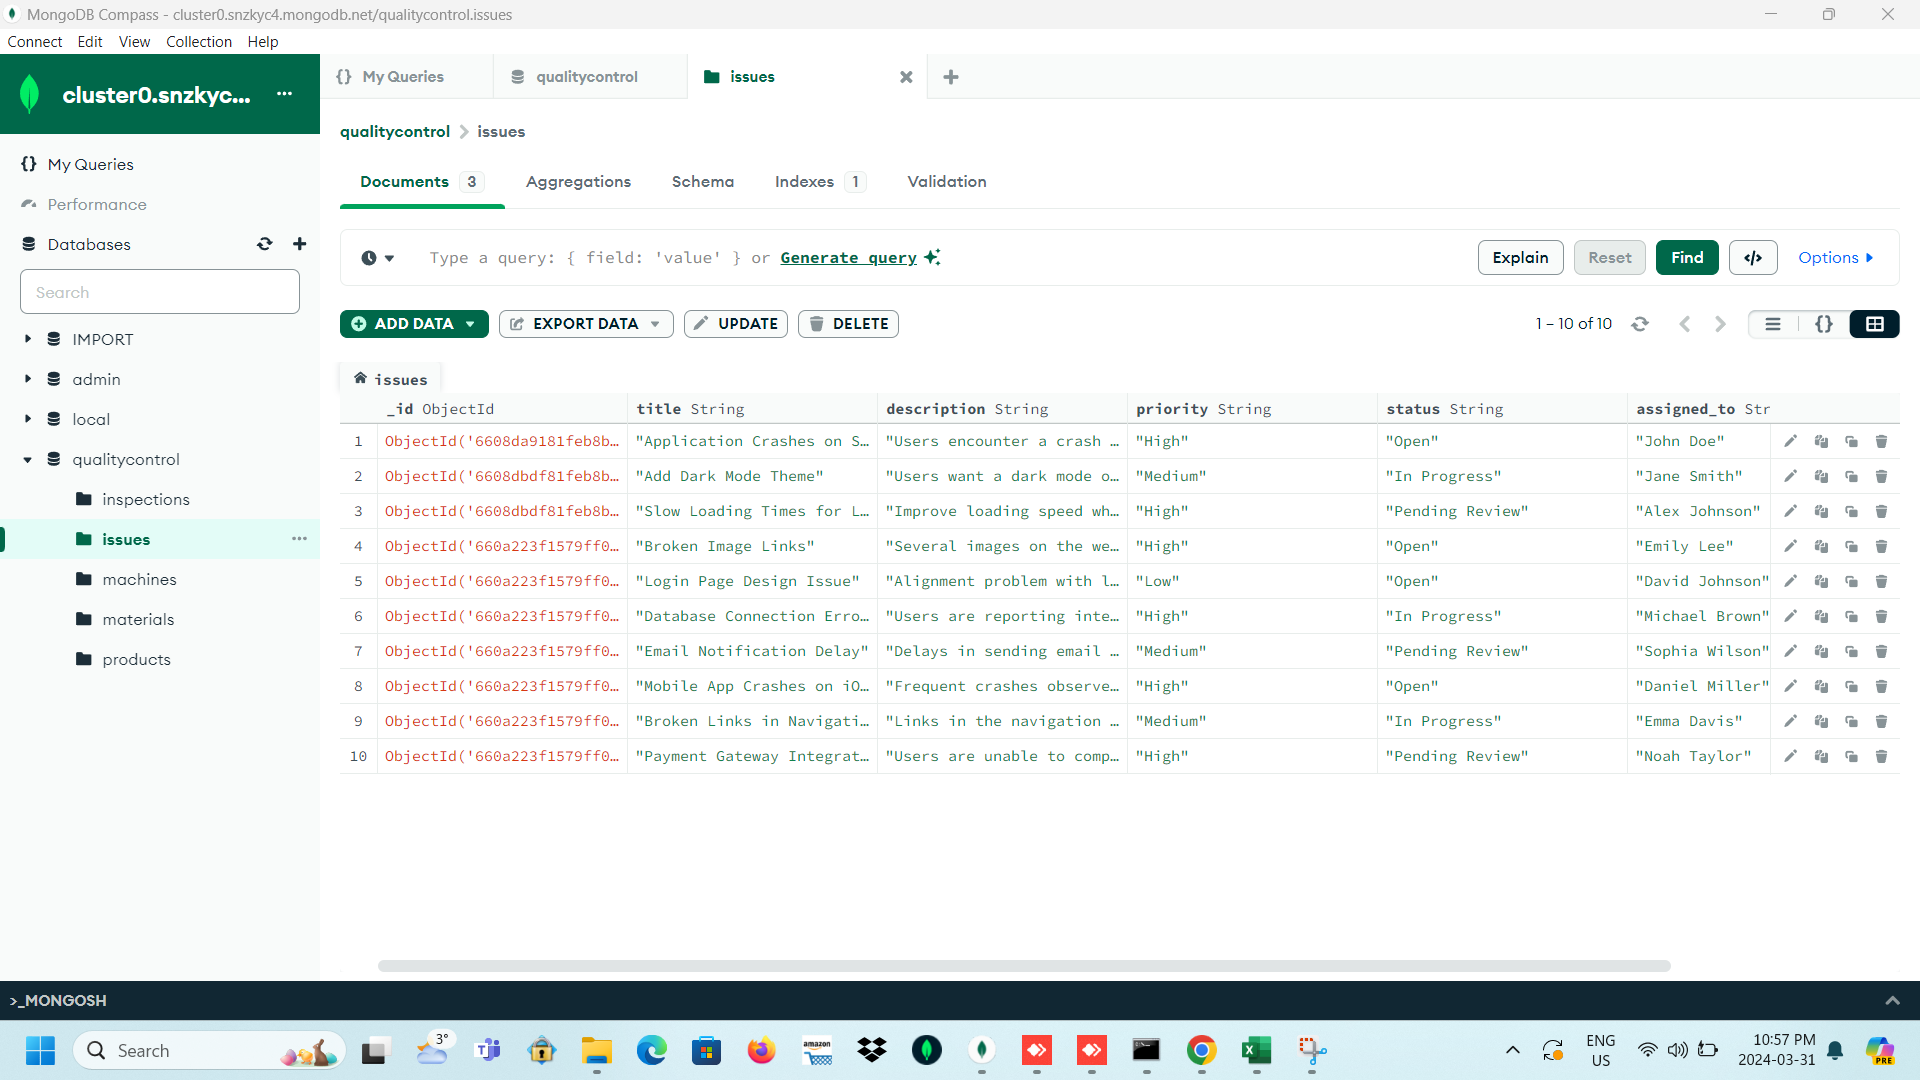 MongoDB Compass - cluster0.snzkyc4.mongodb.net/qualitycontrol.issues
Connect Edit View Collection Help
cluster0.snzkyc... ...
{} My Queries
Performance
Databases
Search
IMPORT
admin
local
qualitycontrol
inspections
issues ...
machines
materials
products
{} My Queries qualitycontrol issues
qualitycontrol > issues
Documents 3 Aggregations Schema Indexes 1 Validation
Type a query: { field: 'value' } or Generate query Explain Reset Find </> Options
ADD DATA EXPORT DATA UPDATE DELETE 1 – 10 of 10 {}
issues
_id ObjectId title String description String priority String status String assigned_to Str
1 ObjectId('6608da9181feb8b… "Application Crashes on S… "Users encounter a crash … "High" "Open" "John Doe"
2 ObjectId('6608dbdf81feb8b… "Add Dark Mode Theme" "Users want a dark mode o… "Medium" "In Progress" "Jane Smith"
3 ObjectId('6608dbdf81feb8b… "Slow Loading Times for L… "Improve loading speed wh… "High" "Pending Review" "Alex Johnson"
4 ObjectId('660a223f1579ff0… "Broken Image Links" "Several images on the we… "High" "Open" "Emily Lee"
5 ObjectId('660a223f1579ff0… "Login Page Design Issue" "Alignment problem with l… "Low" "Open" "David Johnson"
6 ObjectId('660a223f1579ff0… "Database Connection Erro… "Users are reporting inte… "High" "In Progress" "Michael Brown"
7 ObjectId('660a223f1579ff0… "Email Notification Delay" "Delays in sending email … "Medium" "Pending Review" "Sophia Wilson"
8 ObjectId('660a223f1579ff0… "Mobile App Crashes on iO… "Frequent crashes observe… "High" "Open" "Daniel Miller"
9 ObjectId('660a223f1579ff0… "Broken Links in Navigati… "Links in the navigation … "Medium" "In Progress" "Emma Davis"
10 ObjectId('660a223f1579ff0… "Payment Gateway Integrat… "Users are unable to comp… "High" "Pending Review" "Noah Taylor"
>_MONGOSH
Search 3° amazon ENG US 10:57 PM 2024-03-31 PRE